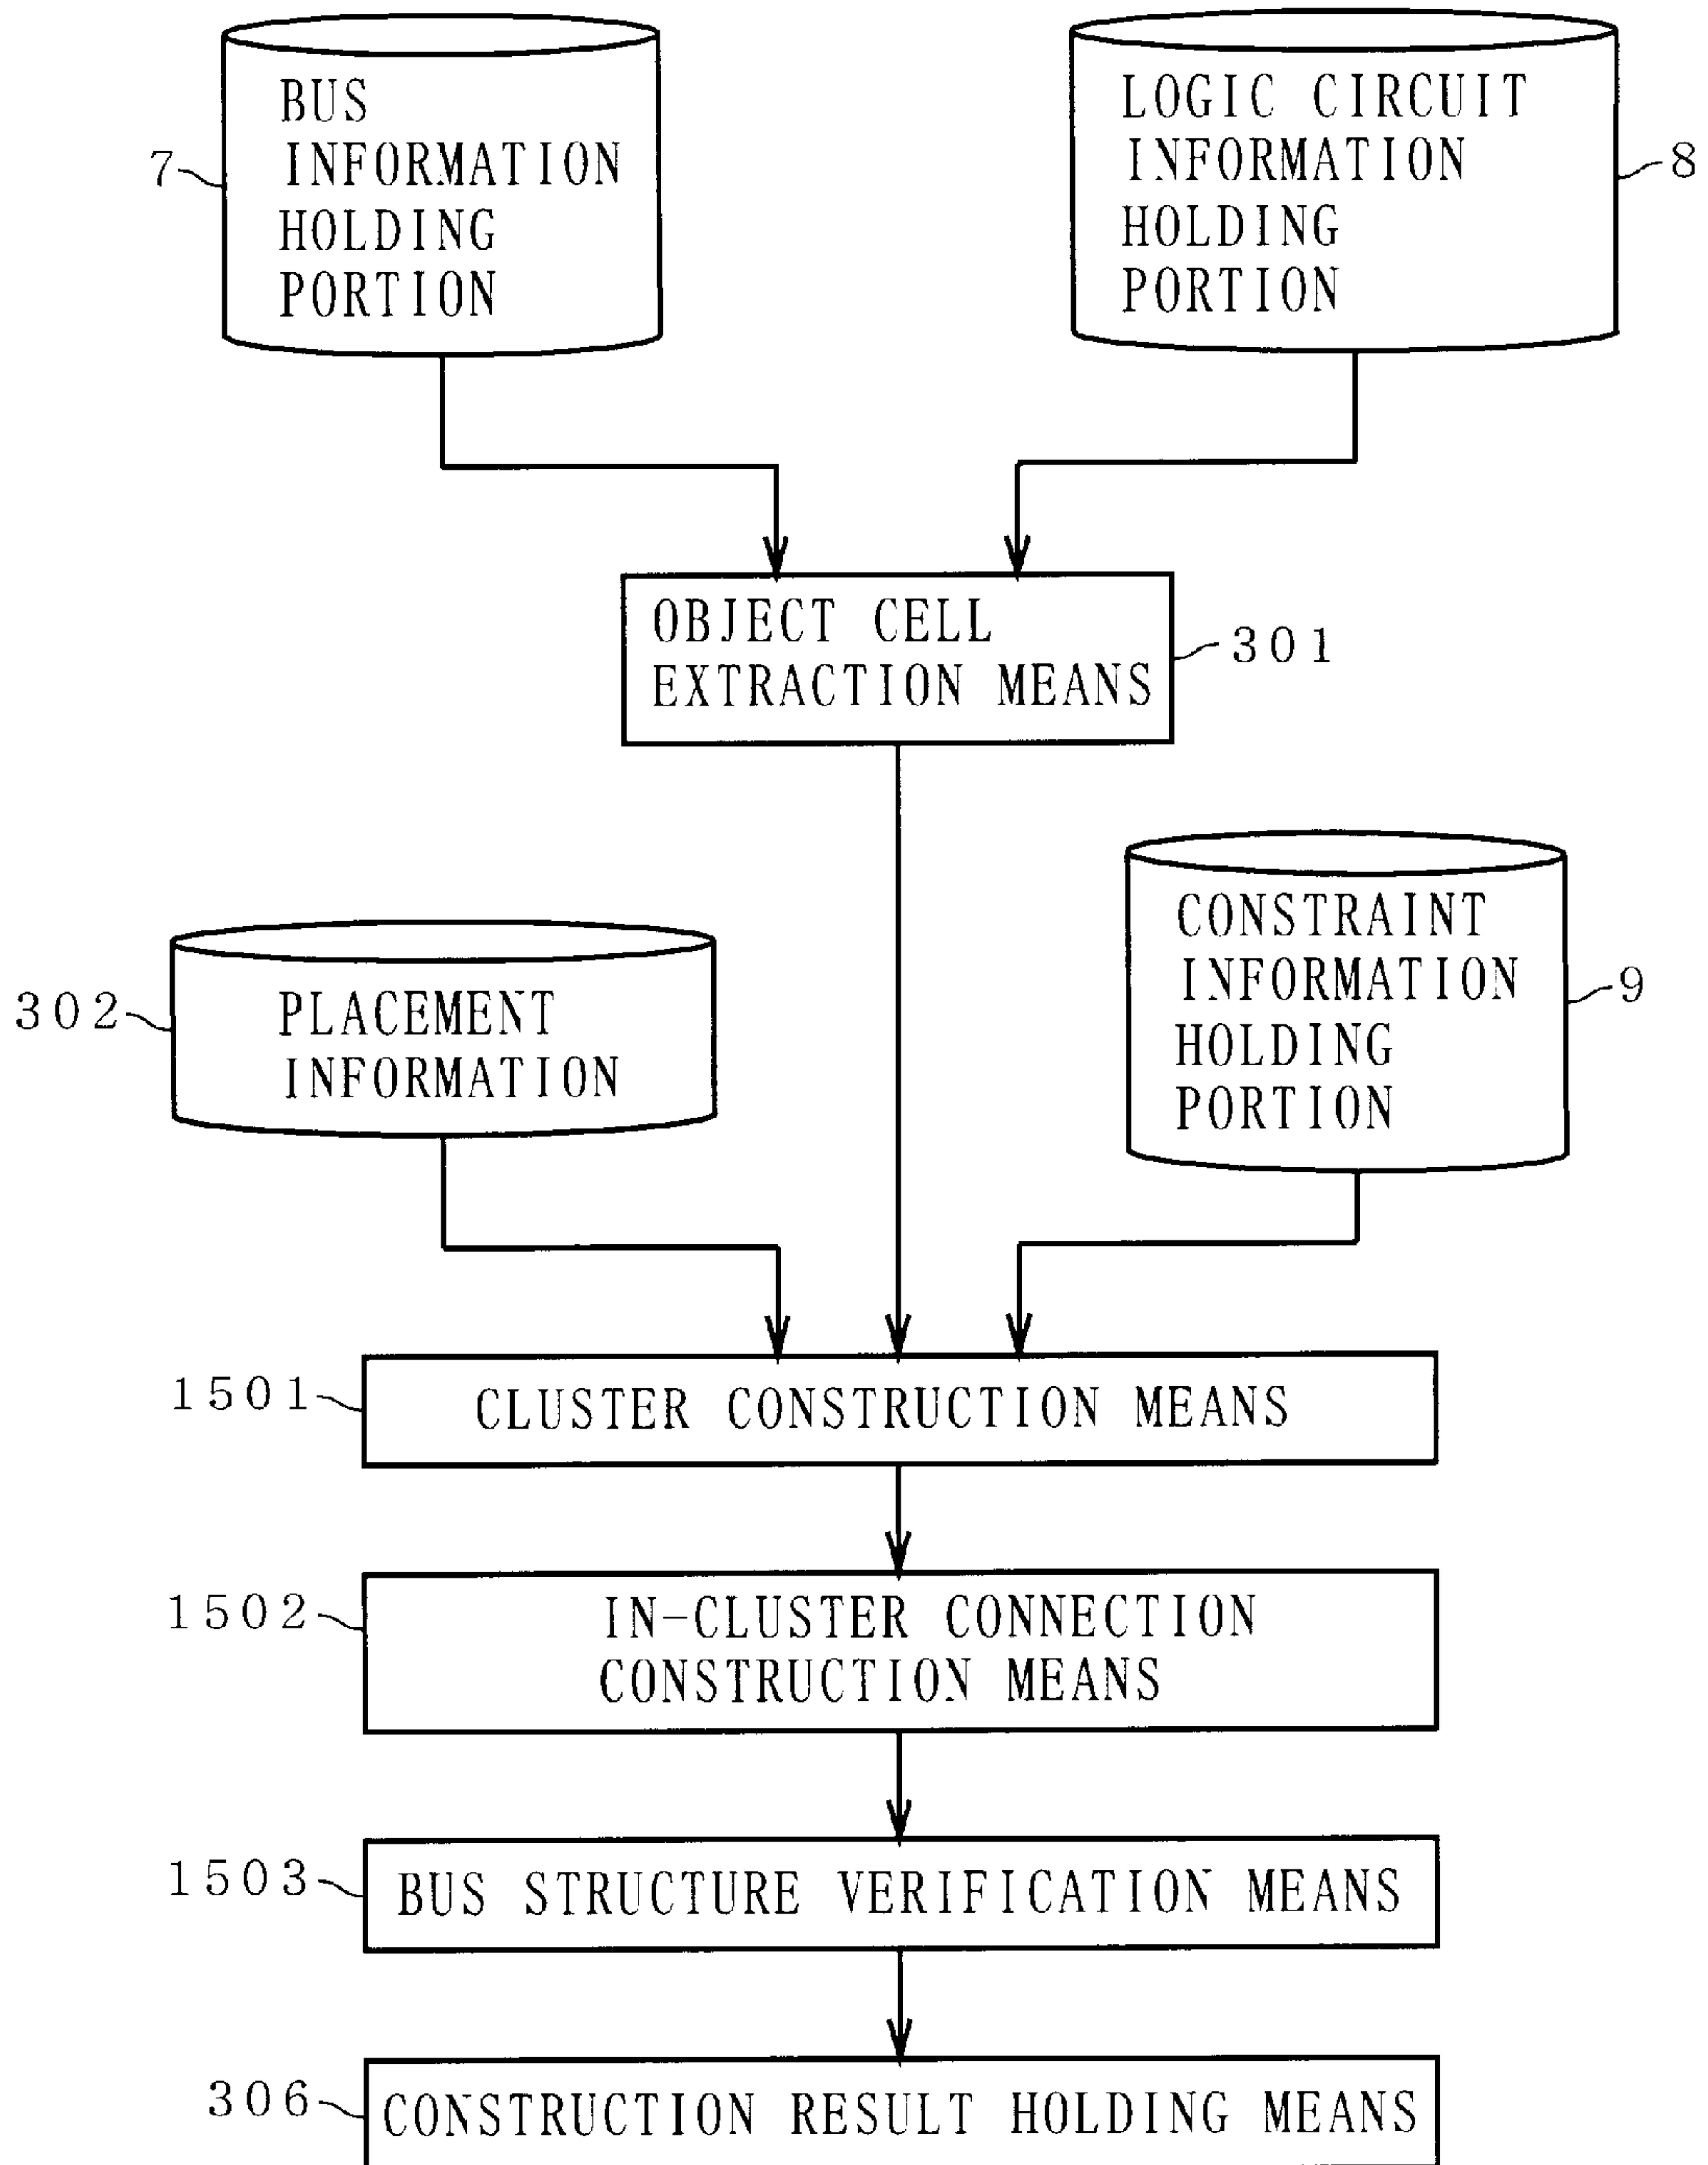 BUS
INFORMATION
HOLDING
PORTION
7
LOGIC CIRCUIT
INFORMATION
HOLDING
PORTION
8
OBJECT CELL
EXTRACTION MEANS
301
CONSTRAINT
INFORMATION
HOLDING
PORTION
9
302
PLACEMENT
INFORMATION
1501
CLUSTER CONSTRUCTION MEANS
1502
IN-CLUSTER CONNECTION
CONSTRUCTION MEANS
1503
BUS STRUCTURE VERIFICATION MEANS
306
CONSTRUCTION RESULT HOLDING MEANS